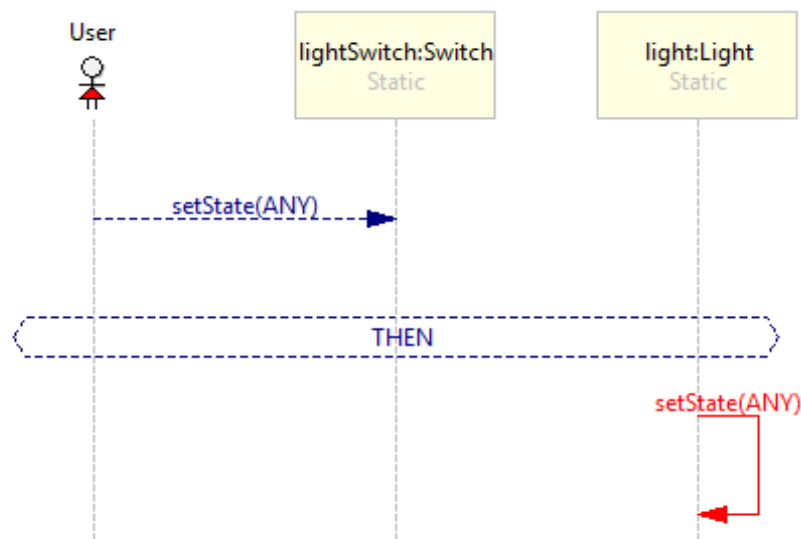 User
lightSwitch:Switch
Static
light:Light
Static
setState(ANY)
THEN
setState(ANY)